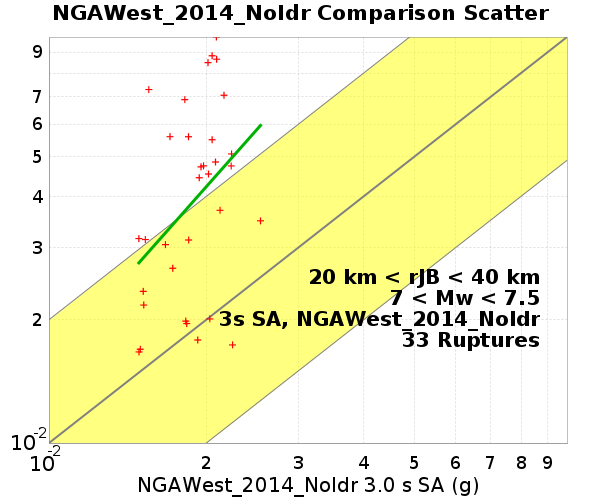 NGAWest_2014_NoIdr Comparison Scatter
9
7
6
5
4
3
2
10-2
10-2
2
3
4
5
6
7
8
9
20 km < rJB < 40 km
7 < Mw < 7.5
3s SA, NGAWest_2014_NoIdr
33 Ruptures
NGAWest_2014_NoIdr 3.0 s SA (g)